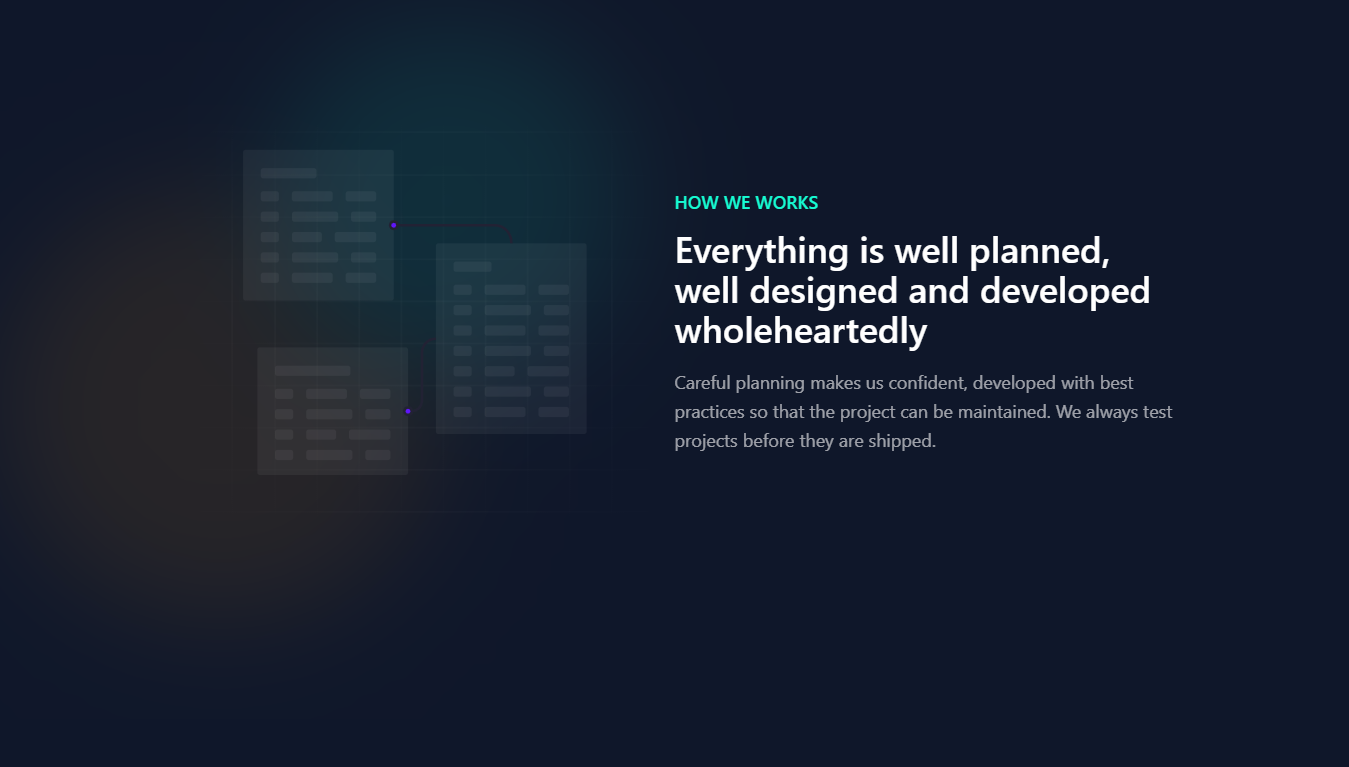 HOW WE WORKS
Everything is well planned,
well designed and developed
wholeheartedly
Careful planning makes us confident, developed with best
practices so that the project can be maintained. We always test
projects before they are shipped.